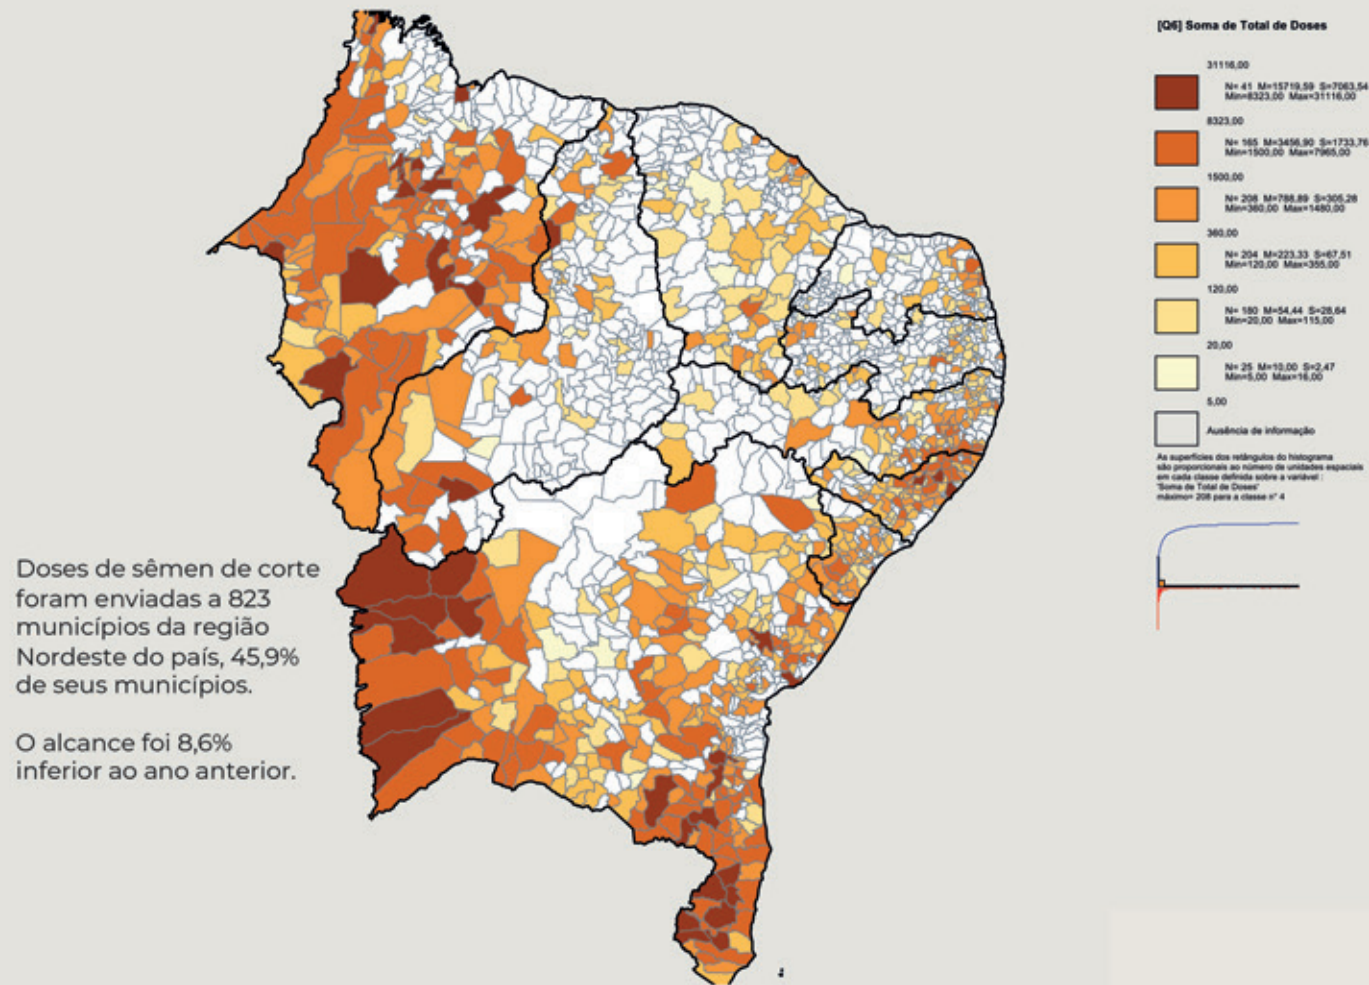 [Q6] Soma de Total de Doses
31116,00
N= 41 M=15719,59 S=7063,54
Min=8323,00 Max=31116,00
8323,00
N= 165 M=3456,90 S=1733,76
Min=1500,00 Max=7965,00
1500,00
N= 208 M=788,89 S=305,28
Min=360,00 Max=1480,00
360,00
N= 204 M=223,33 S=67,51
Min=120,00 Max=355,00
120,00
N= 180 M=54,44 S=28,64
Min=20,00 Max=115,00
20,00
N= 25 M=10,00 S=2,47
Min=5,00 Max=16,00
5,00
Ausência de informação
As superfícies dos retângulos do histograma
são proporcionais ao número de unidades espaciais
em cada classe definida sobre a variável :
'Soma de Total de Doses'
máximo= 208 para a classe n° 4
Doses de sêmen de corte
foram enviadas a 823
municípios da região
Nordeste do país, 45,9%
de seus municípios.
O alcance foi 8,6%
inferior ao ano anterior.